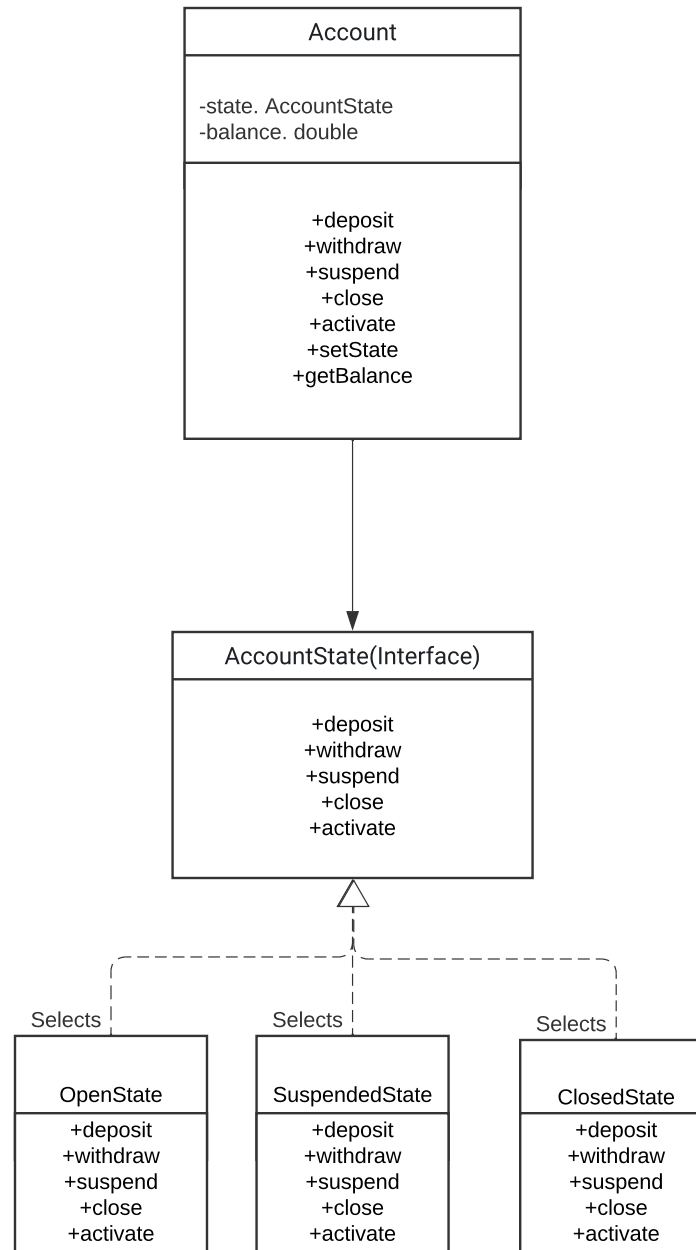 Account
-state. AccountState
-balance. double
+deposit
+withdraw
+suspend
+close
+activate
+setState
+getBalance
AccountState(Interface)
+deposit
+withdraw
+suspend
+close
+activate
Selects
OpenState
+deposit
+withdraw
+suspend
+close
+activate
Selects
SuspendedState
+deposit
+withdraw
+suspend
+close
+activate
Selects
ClosedState
+deposit
+withdraw
+suspend
+close
+activate